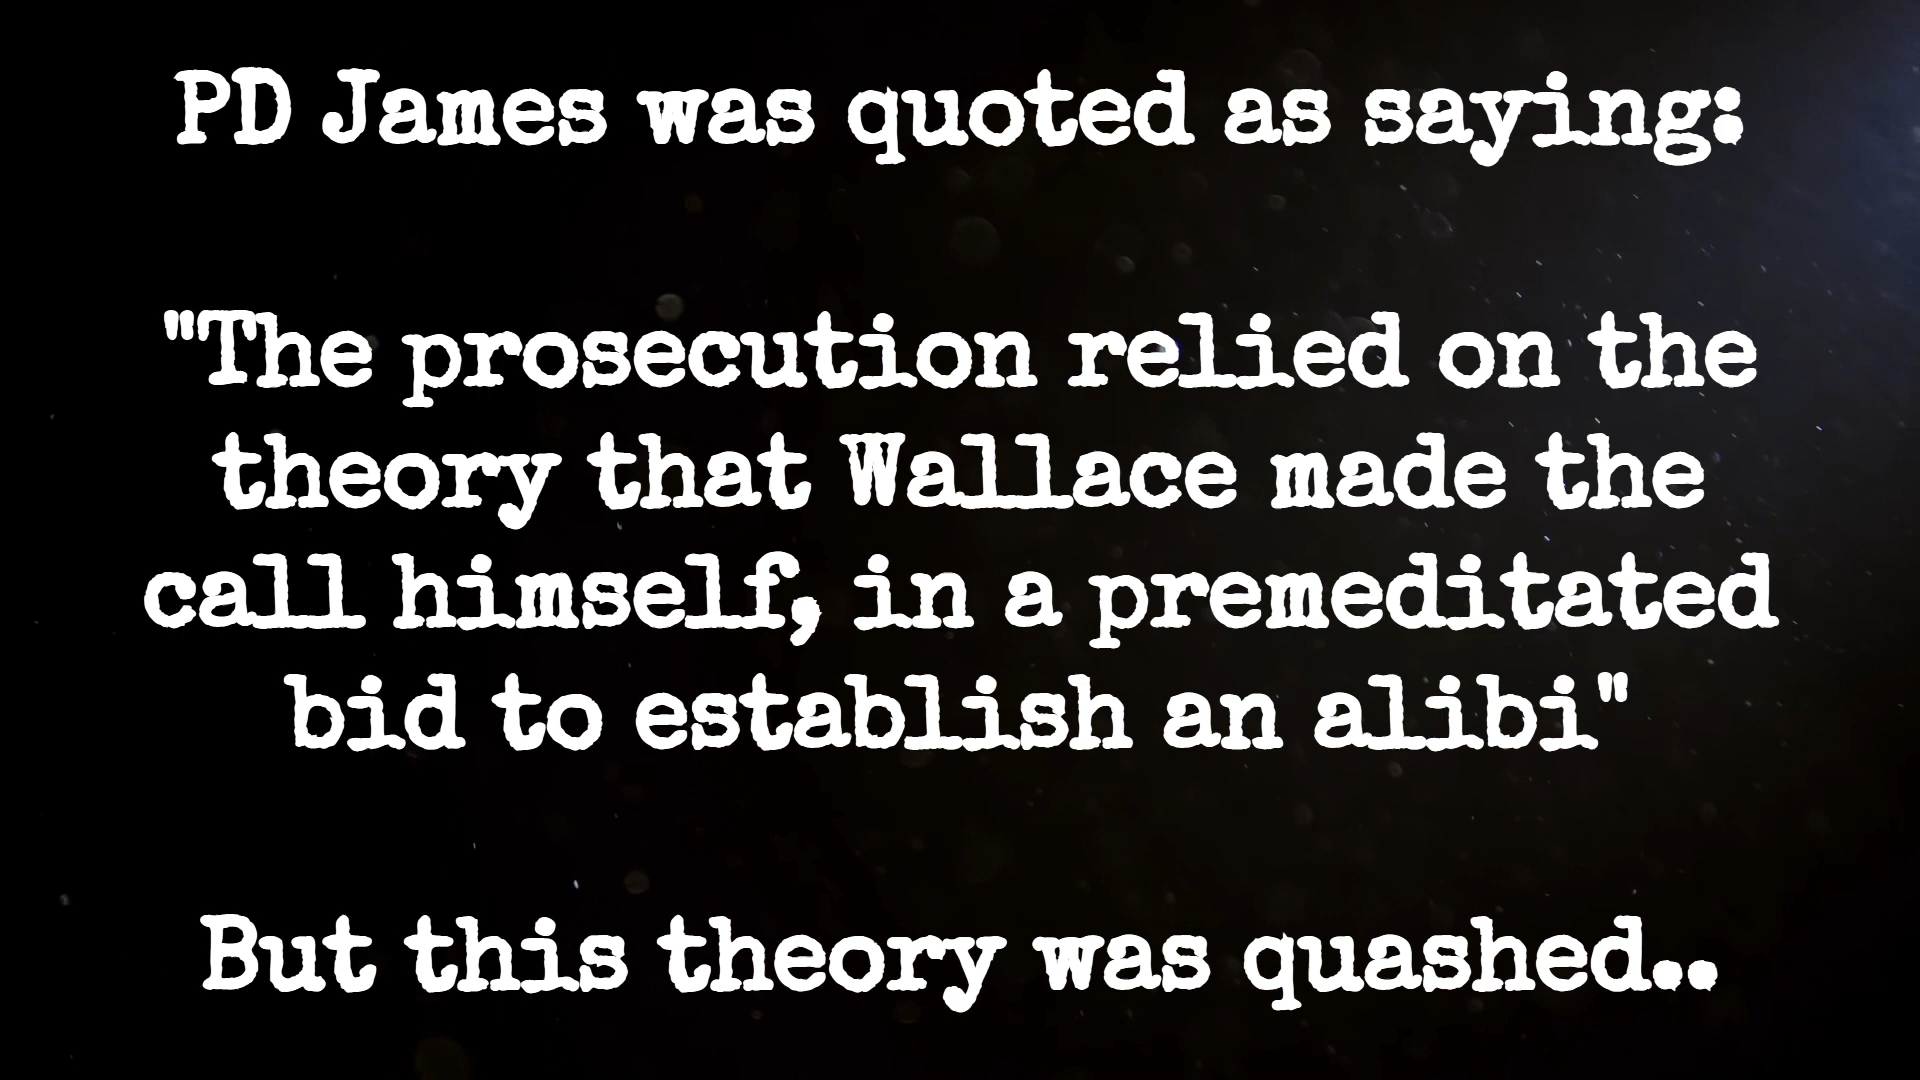 PD James was quoted as saying:
"The prosecution relied on the
theory that Wallace made the
call himself, in a premeditated
bid to establish an alibi"
But this theory was quashed..